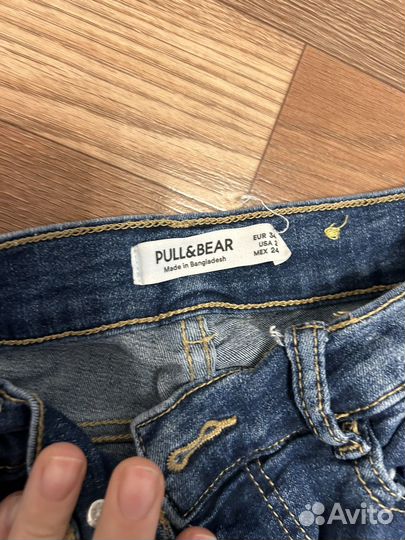 PULL&BEAR
Made in Bangladesh
EUR 34
USA 2
MEX 24
Avito